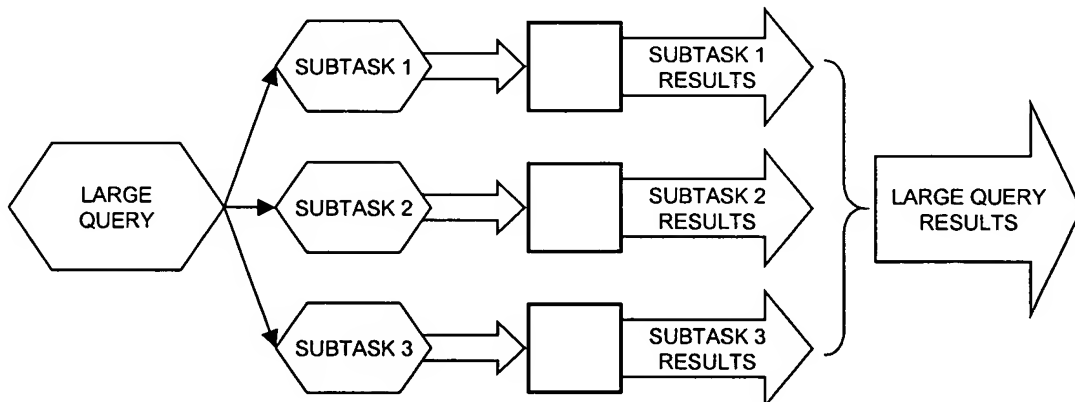 LARGE
QUERY
SUBTASK 1
SUBTASK 1
RESULTS
SUBTASK 2
SUBTASK 2
RESULTS
SUBTASK 3
SUBTASK 3
RESULTS
LARGE QUERY
RESULTS